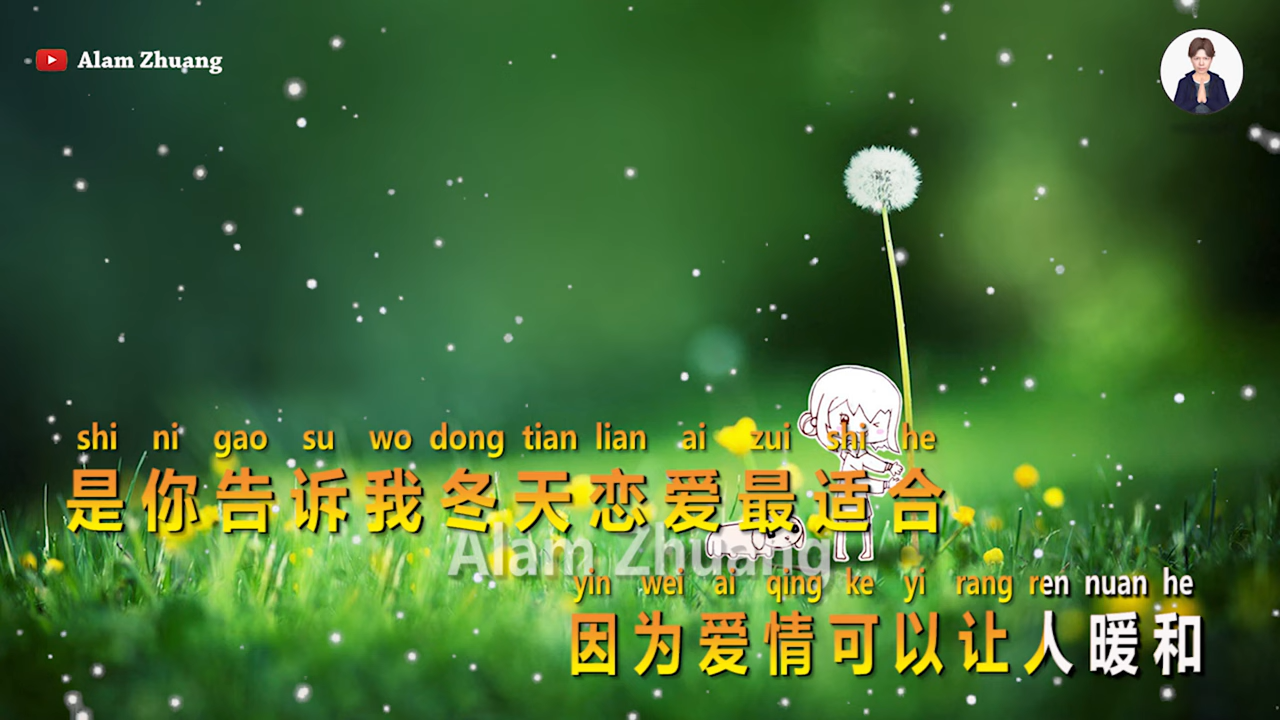 Alam Zhuang
shi ni gao su wo dong tian lian ai zui shi he
是你告诉我冬天恋爱最适合
Alam Zhuang
yin wei ai qing ke yi rang ren nuan he
因为爱情可以让人暖和